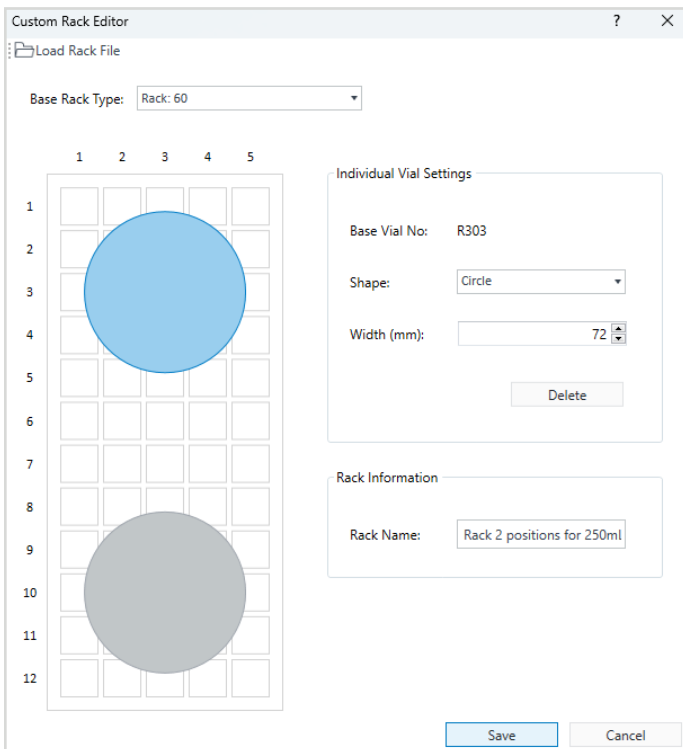 Custom Rack Editor ? X
Load Rack File
Base Rack Type: Rack: 60
1 2 3 4 5
1
2
3
4
5
6
7
8
9
10
11
12
Individual Vial Settings
Base Vial No: R303
Shape: Circle
Width (mm): 72
Delete
Rack Information
Rack Name: Rack 2 positions for 250ml
Save Cancel